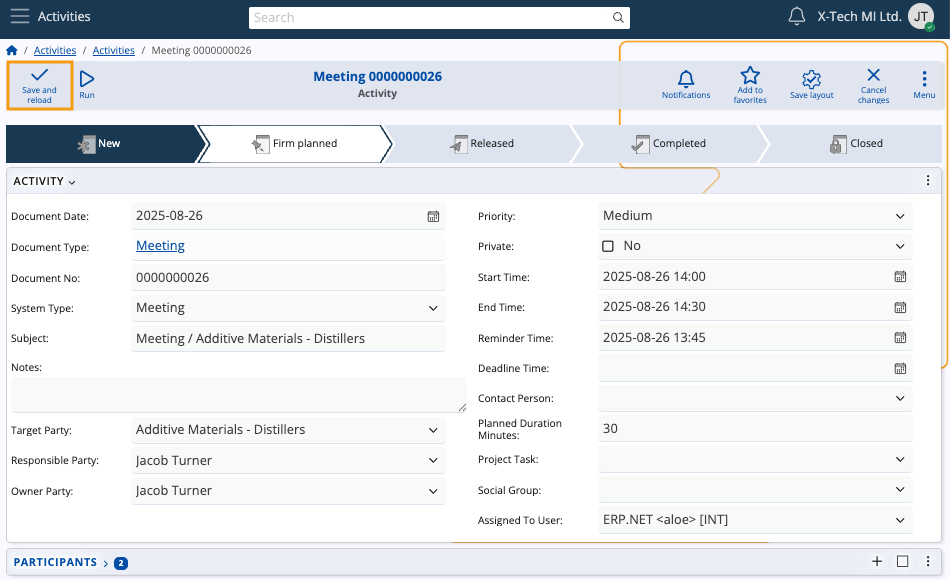 Activities
Search
X-Tech MI Ltd.
JT
/ Activities / Activities / Meeting 0000000026
Save and reload
Run
Meeting 0000000026
Activity
Notifications
Add to favorites
Save layout
Cancel changes
Menu
New
Firm planned
Released
Completed
Closed
ACTIVITY
Document Date: 2025-08-26
Document Type: Meeting
Document No: 0000000026
System Type: Meeting
Subject: Meeting / Additive Materials - Distillers
Notes:
Target Party: Additive Materials - Distillers
Responsible Party: Jacob Turner
Owner Party: Jacob Turner
Priority: Medium
Private: No
Start Time: 2025-08-26 14:00
End Time: 2025-08-26 14:30
Reminder Time: 2025-08-26 13:45
Deadline Time:
Contact Person:
Planned Duration Minutes: 30
Project Task:
Social Group:
Assigned To User: ERP.NET <aloe> [INT]
PARTICIPANTS 2